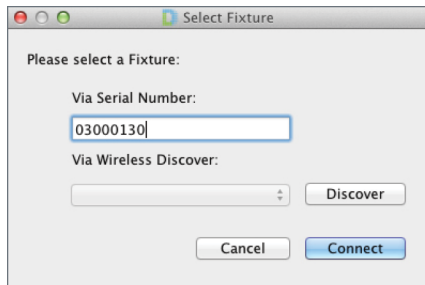 Select Fixture
Please select a Fixture:
Via Serial Number:
03000130
Via Wireless Discover:
Discover
Cancel Connect